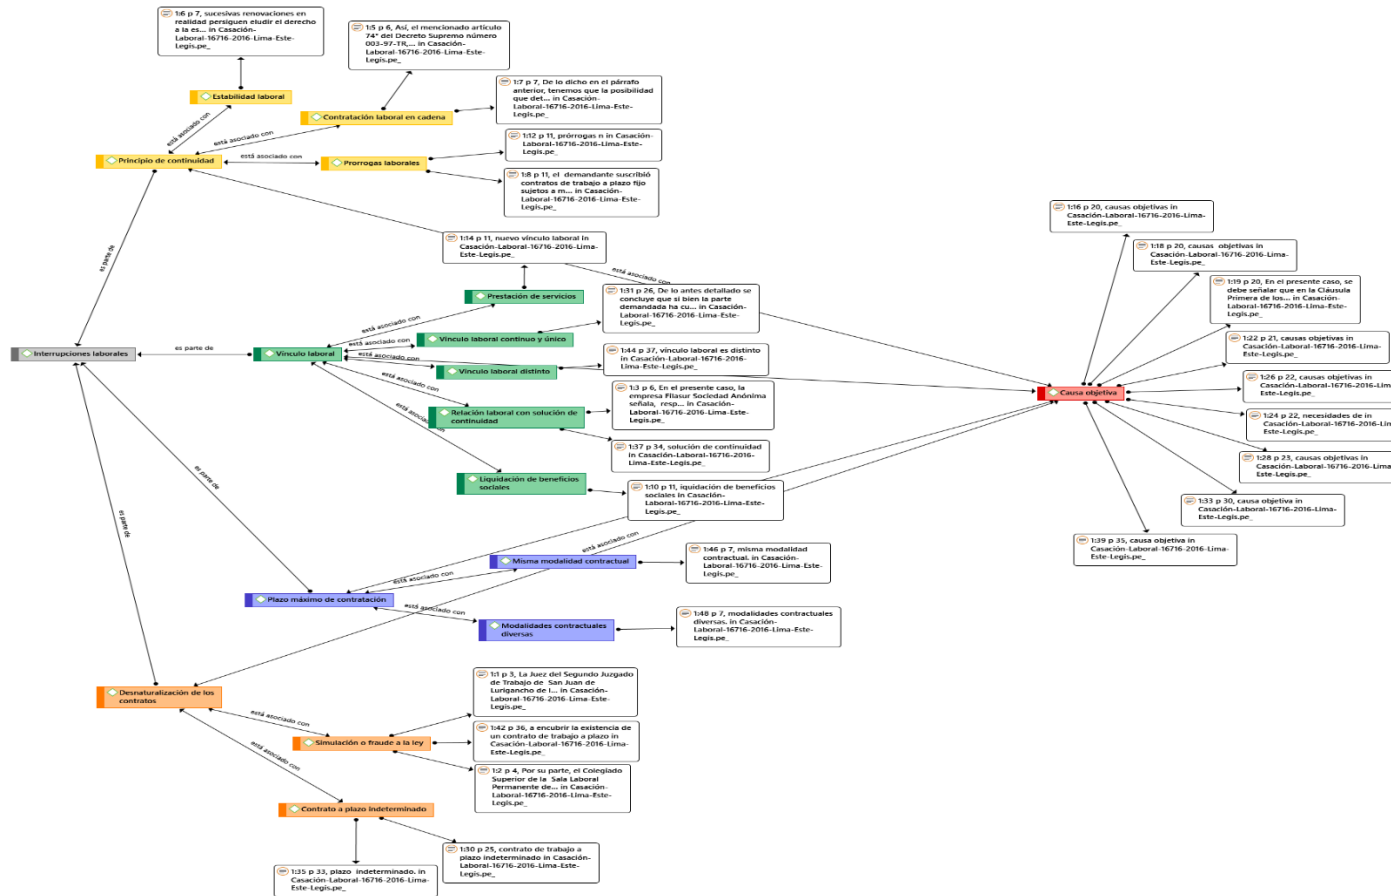 1:6 p 7, sucesivas renovaciones en
realidad persiguen eludir el derecho
a la es... in Casación-
Laboral-16716-2016-Lima-Este-
Legis.pe_
1:5 p 6, Así, el mencionado artículo
74° del Decreto Supremo número
003-97-TR,... in Casación-
Laboral-16716-2016-Lima-Este-
Legis.pe_
Estabilidad laboral
1:7 p 7, De lo dicho en el párrafo
anterior, tenemos que la posibilidad
que det... in Casación-
Laboral-16716-2016-Lima-Este-
Legis.pe_
Contratación laboral en cadena
está asociado con
está asociado con
1:12 p 11, prórrogas n in Casación-
Laboral-16716-2016-Lima-Este-
Legis.pe_
Principio de continuidad
está asociado con
Prorrogas laborales
1:8 p 11, el demandante suscribió
contratos de trabajo a plazo fijo
sujetos a m... in Casación-
Laboral-16716-2016-Lima-Este-
Legis.pe_
es parte de
1:14 p 11, nuevo vínculo laboral in
Casación-Laboral-16716-2016-Lima-
Este-Legis.pe_
está asociado con
1:16 p 20, causas objetivas in
Casación-Laboral-16716-2016-Lima-
Este-Legis.pe_
1:18 p 20, causas objetivas in
Casación-Laboral-16716-2016-Lima-
Este-Legis.pe_
1:19 p 20, En el presente caso, se
debe señalar que en la Cláusula
Primera de los... in Casación-
Laboral-16716-2016-Lima-Este-
Legis.pe_
Prestación de servicios
1:31 p 26, De lo antes detallado se
concluye que si bien la parte
demandada ha cu... in Casación-
Laboral-16716-2016-Lima-Este-
Legis.pe_
está asociado con
Vinculo laboral continuo y único
1:22 p 21, causas objetivas in
Casación-Laboral-16716-2016-Lima-
Este-Legis.pe_
Interrupciones laborales
es parte de
Vínculo laboral
está asociado con
está asociado con
1:44 p 37, vínculo laboral es distinto
in Casación-Laboral-16716-2016-
Lima-Este-Legis.pe_
Vinculo laboral distinto
1:26 p 22, causas objetivas in
Casación-Laboral-16716-2016-Lima-
Este-Legis.pe_
Causa objetiva
1:3 p 6, En el presente caso, la
empresa Filasur Sociedad Anónima
señala, resp... in Casación-
Laboral-16716-2016-Lima-Este-
Legis.pe_
está asociado con
está asociado con
Relación laboral con solución de
continuidad
1:24 p 22, necesidades de in
Casación-Laboral-16716-2016-Lima-
Este-Legis.pe_
1:37 p 34, solución de continuidad
in Casación-Laboral-16716-2016-
Lima-Este-Legis.pe_
1:28 p 23, causas objetivas in
Casación-Laboral-16716-2016-Lima-
Este-Legis.pe_
Liquidación de beneficios
sociales
es parte de
1:10 p 11, iquidación de beneficios
sociales in Casación-
Laboral-16716-2016-Lima-Este-
Legis.pe_
1:33 p 30, causa objetiva in
Casación-Laboral-16716-2016-Lima-
Este-Legis.pe_
es parte de
está asociado con
1:39 p 35, causa objetiva in
Casación-Laboral-16716-2016-Lima-
Este-Legis.pe_
Misma modalidad contractual
1:46 p 7, misma modalidad
contractual. in Casación-
Laboral-16716-2016-Lima-Este-
Legis.pe_
está asociado con
Plazo máximo de contratación
está asociado con
Modalidades contractuales
diversas
1:48 p 7, modalidades contractuales
diversas. in Casación-
Laboral-16716-2016-Lima-Este-
Legis.pe_
Desnaturalización de los
contratos
1:1 p 3, La Juez del Segundo Juzgado
de Trabajo de San Juan de
Lurigancho de l... in Casación-
Laboral-16716-2016-Lima-Este-
Legis.pe_
está asociado con
Simulación o fraude a la ley
1:42 p 36, a encubrir la existencia de
un contrato de trabajo a plazo in
Casación-Laboral-16716-2016-Lima-
Este-Legis.pe_
está asociado con
1:2 p 4, Por su parte, el Colegiado
Superior de la Sala Laboral
Permanente de... in Casación-
Laboral-16716-2016-Lima-Este-
Legis.pe_
Contrato a plazo indeterminado
1:30 p 25, contrato de trabajo a
plazo indeterminado in Casación-
Laboral-16716-2016-Lima-Este-
Legis.pe_
1:35 p 33, plazo indeterminado. in
Casación-Laboral-16716-2016-Lima-
Este-Legis.pe_